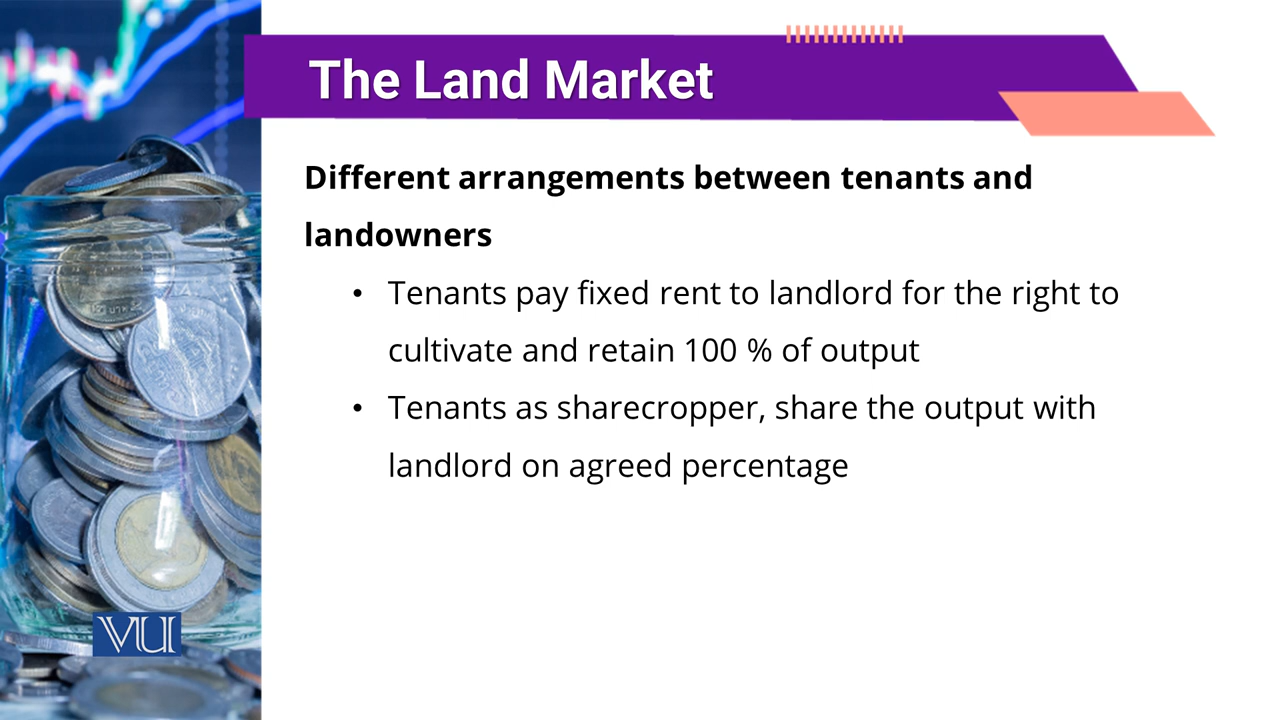 The Land Market
Different arrangements between tenants and
landowners
• Tenants pay fixed rent to landlord for the right to
cultivate and retain 100 % of output
• Tenants as sharecropper, share the output with
landlord on agreed percentage
VU